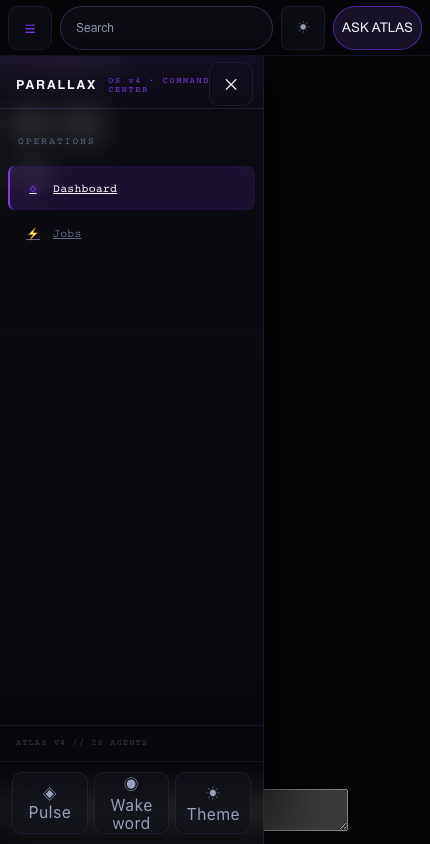 Search
ASK ATLAS
PARALLAX
OS v4 · COMMAND
CENTER
OPERATIONS
Dashboard
Jobs
ATLAS V4 // 20 AGENTS
Pulse
Wake
word
Theme